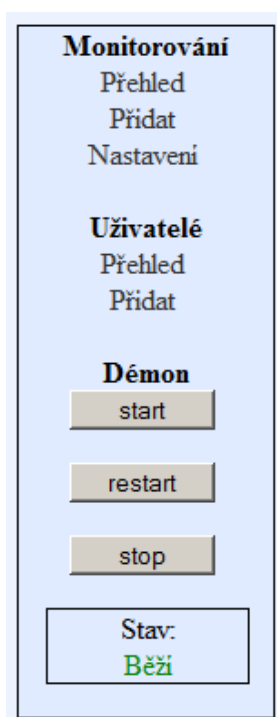 Monitorování
Přehled
Přidat
Nastavení
Uživatelé
Přehled
Přidat
Démon
start
restart
stop
Stav:
Běží